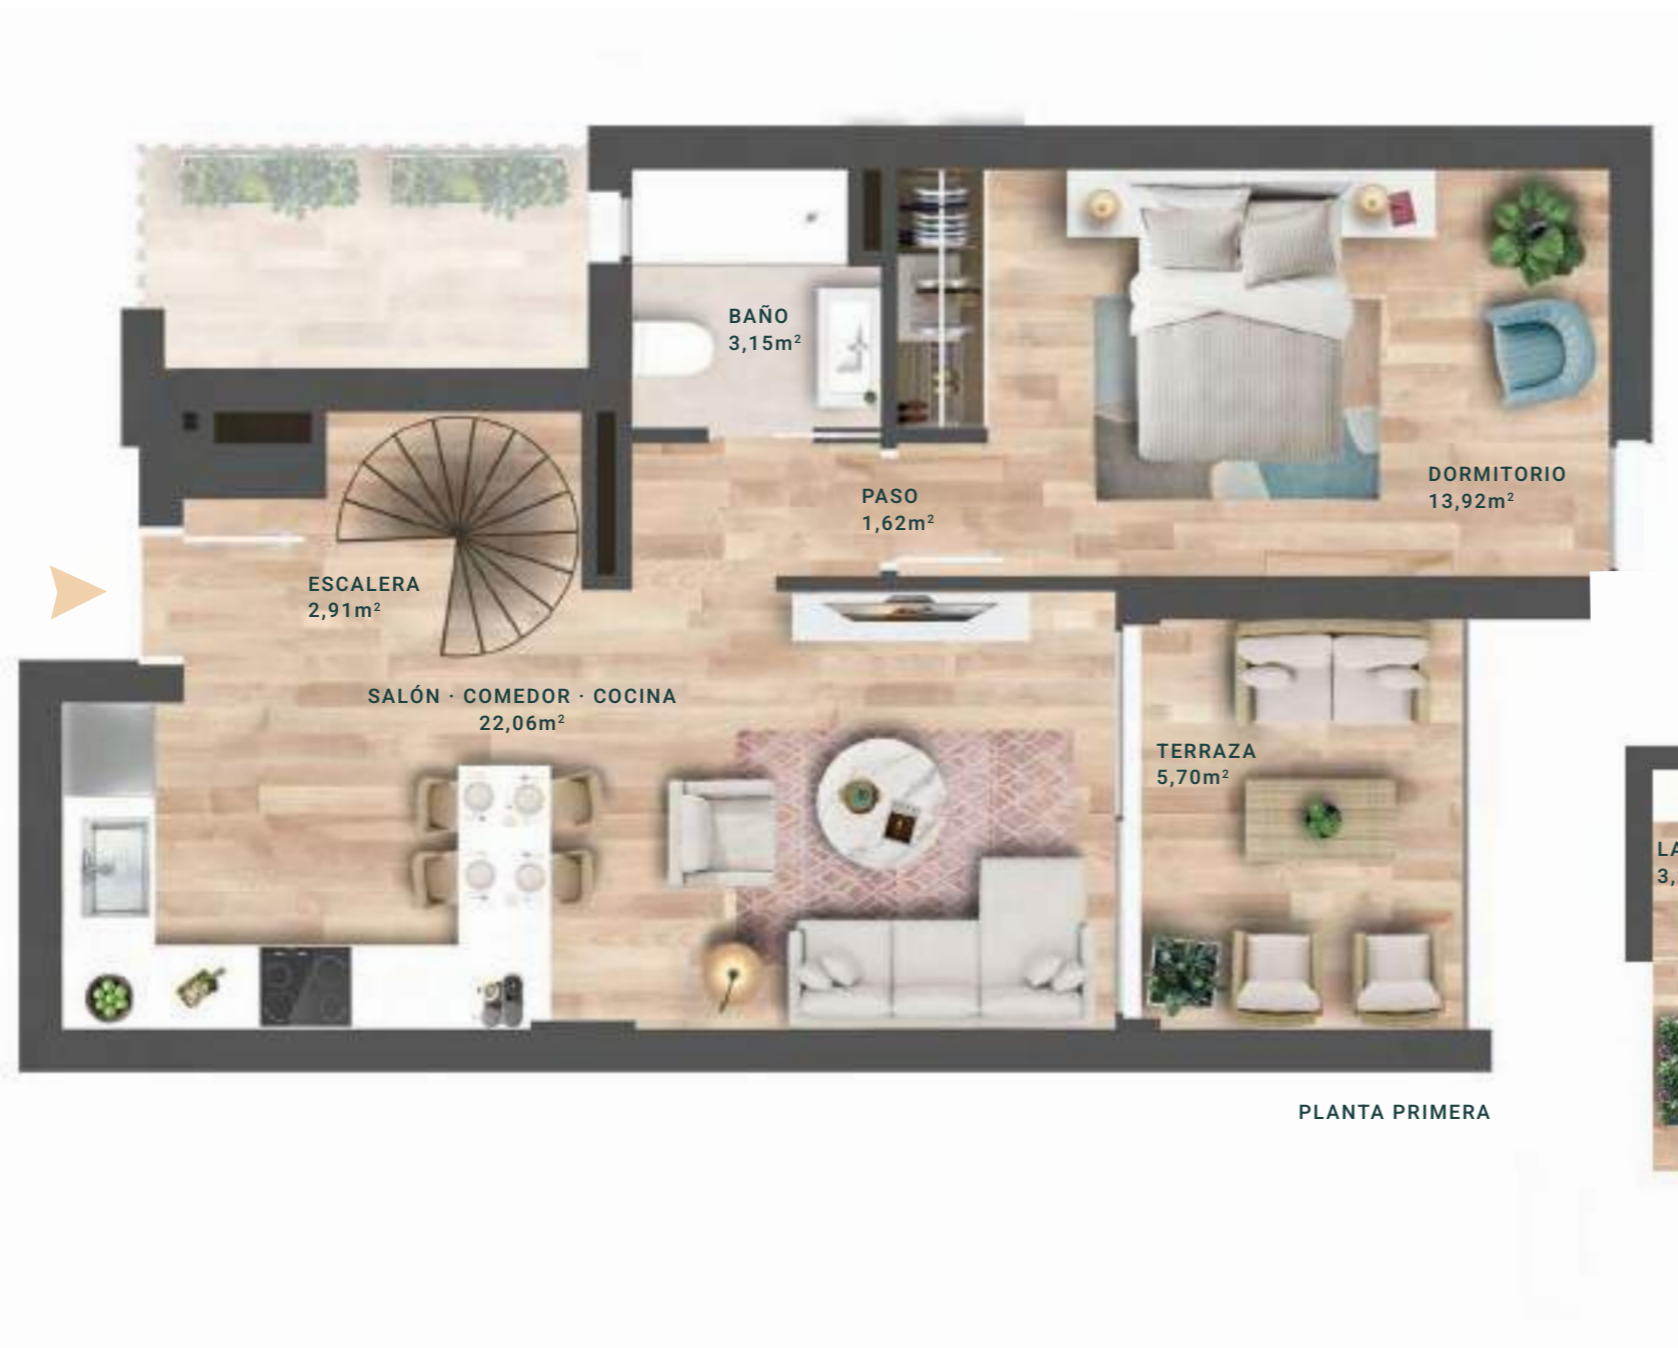 BAÑO
3,15m²
DORMITORIO
13,92m²
PASO
1,62m²
ESCALERA
2,91m²
SALÓN · COMEDOR · COCINA
22,06m²
TERRAZA
5,70m²
PLANTA PRIMERA